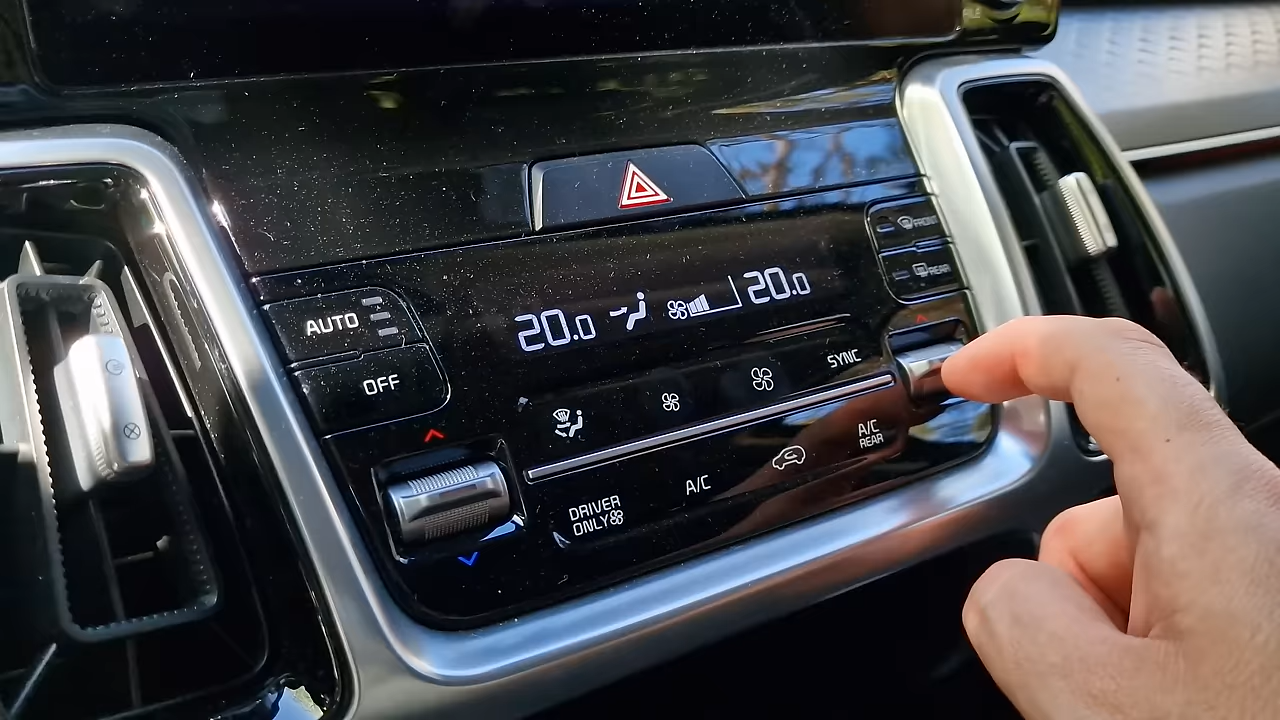 FRONT
REAR
20.0 20.0
AUTO
OFF
SYNC
A/C
REAR
A/C
DRIVER
ONLY